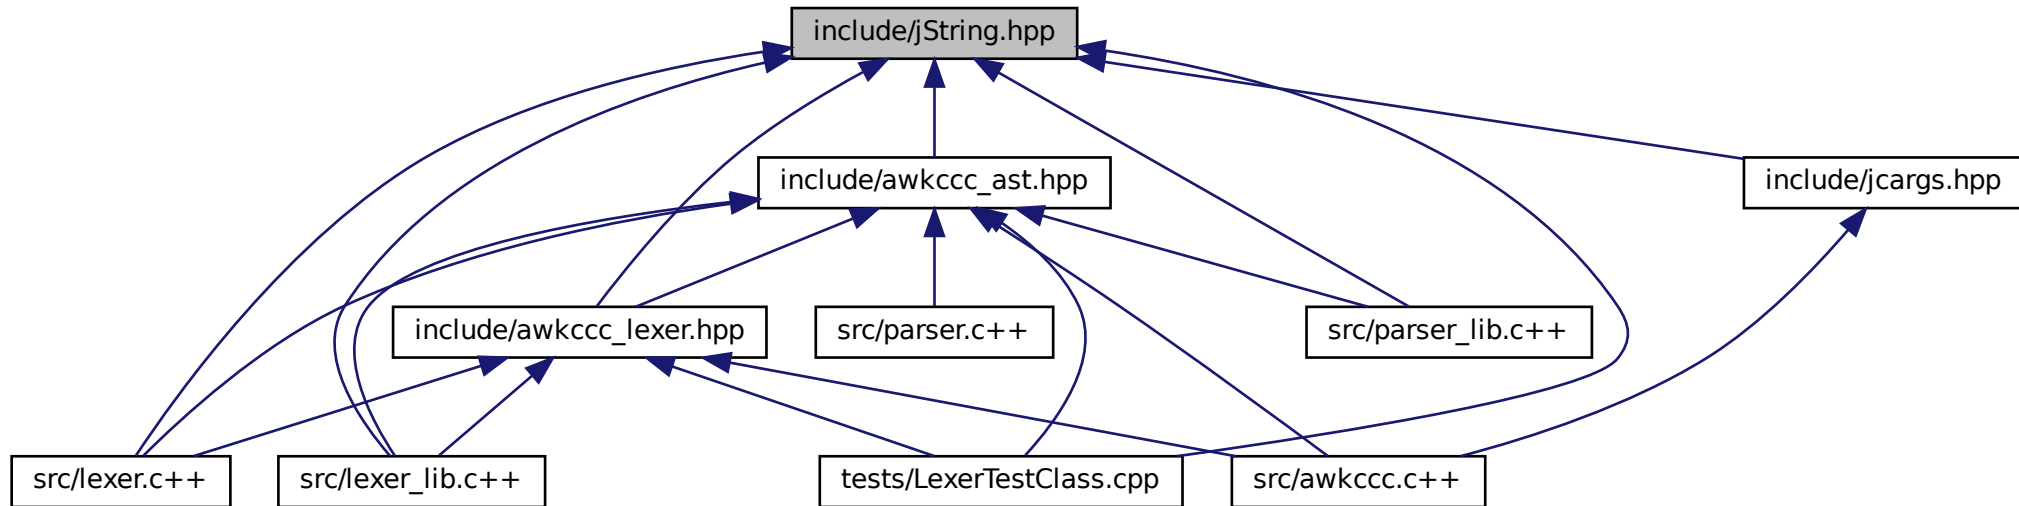 include/jString.hpp
include/awkccc_ast.hpp
include/jcargs.hpp
include/awkccc_lexer.hpp
src/parser.c++
src/parser_lib.c++
src/lexer.c++
src/lexer_lib.c++
tests/LexerTestClass.cpp
src/awkccc.c++